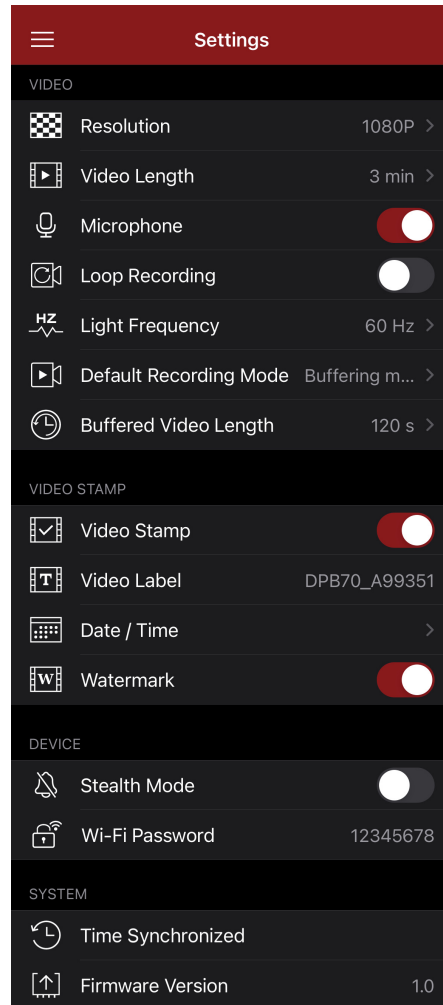 Settings
VIDEO
Resolution 1080P
Video Length 3 min
Microphone
Loop Recording
HZ Light Frequency 60 Hz
Default Recording Mode Buffering m...
Buffered Video Length 120 s
VIDEO STAMP
Video Stamp
T Video Label DPB70_A99351
Date / Time
W Watermark
DEVICE
Stealth Mode
Wi-Fi Password 12345678
SYSTEM
Time Synchronized
Firmware Version 1.0